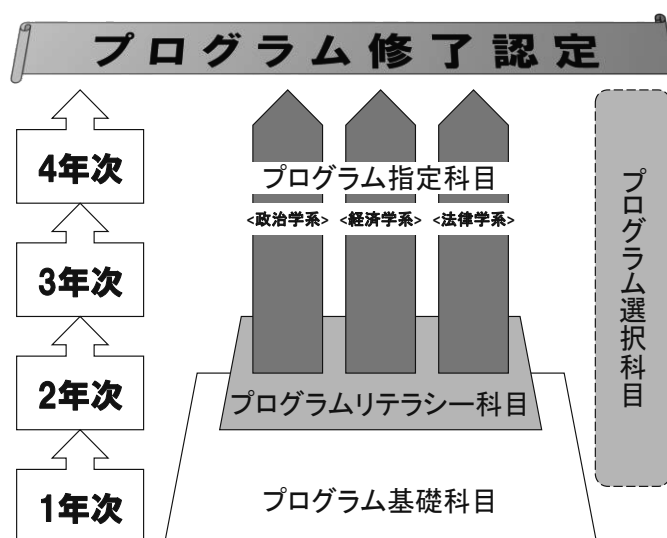 プログラム修了認定
4年次
3年次
2年次
1年次
プログラム指定科目
<政治学系>
<経済学系>
<法律学系>
プログラムリテラシー科目
プログラム基礎科目
プログラム選択科目